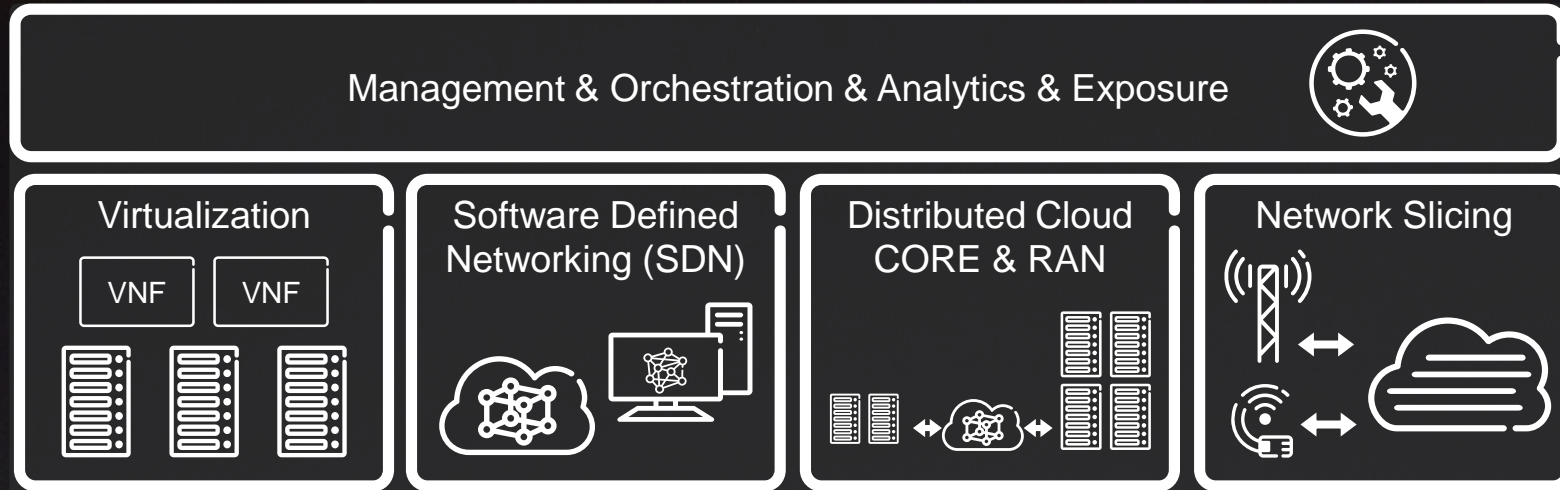 Management & Orchestration & Analytics & Exposure
Virtualization
VNF
VNF
Software Defined
Networking (SDN)
Distributed Cloud
CORE & RAN
Network Slicing